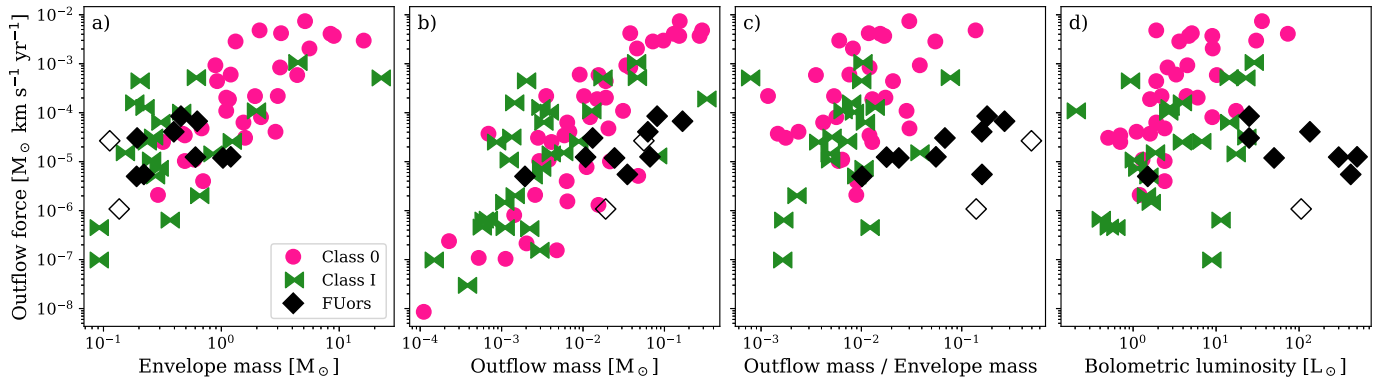 a) b) c) d)
Outflow force [M⊙ km s⁻¹ yr⁻¹]
10⁻²
10⁻³
10⁻⁴
10⁻⁵
10⁻⁶
10⁻⁷
10⁻⁸
Class 0
Class I
FUors
10⁻¹ 10⁰ 10¹
Envelope mass [M⊙]
10⁻⁴ 10⁻³ 10⁻² 10⁻¹
Outflow mass [M⊙]
10⁻³ 10⁻² 10⁻¹
Outflow mass / Envelope mass
10⁰ 10¹ 10²
Bolometric luminosity [L⊙]